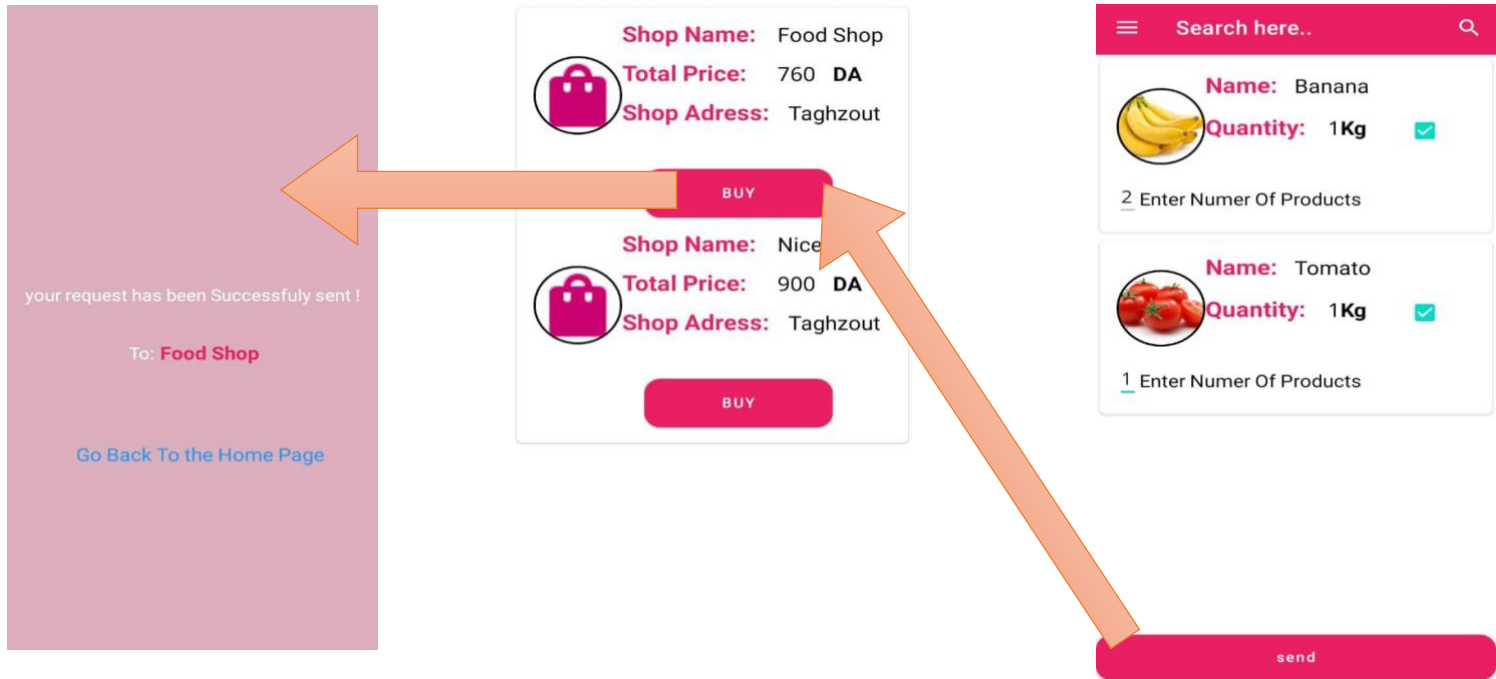 your request has been Successfuly sent !
To: Food Shop
Go Back To the Home Page
Shop Name: Food Shop
Total Price: 760 DA
Shop Adress: Taghzout
BUY
Shop Name: Nice
Total Price: 900 DA
Shop Adress: Taghzout
BUY
Search here..
Name: Banana
Quantity: 1Kg
2 Enter Numer Of Products
Name: Tomato
Quantity: 1Kg
1 Enter Numer Of Products
send